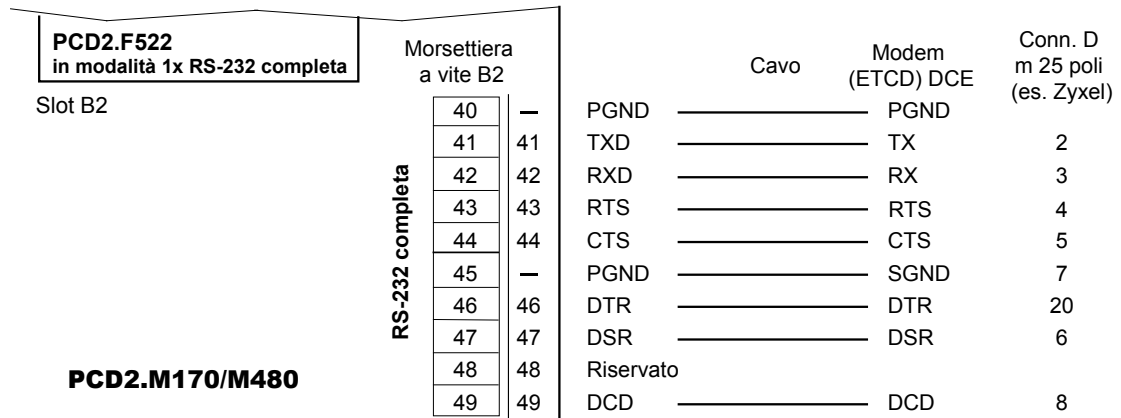 PCD2.F522
in modalità 1x RS-232 completa
Slot B2
Morsettiera
a vite B2
Cavo
Modem
(ETCD) DCE
Conn. D
m 25 poli
(es. Zyxel)
RS-232 completa
40 – PGND PGND
41 41 TXD TX 2
42 42 RXD RX 3
43 43 RTS RTS 4
44 44 CTS CTS 5
45 – PGND SGND 7
46 46 DTR DTR 20
47 47 DSR DSR 6
48 48 Riservato
49 49 DCD DCD 8
PCD2.M170/M480